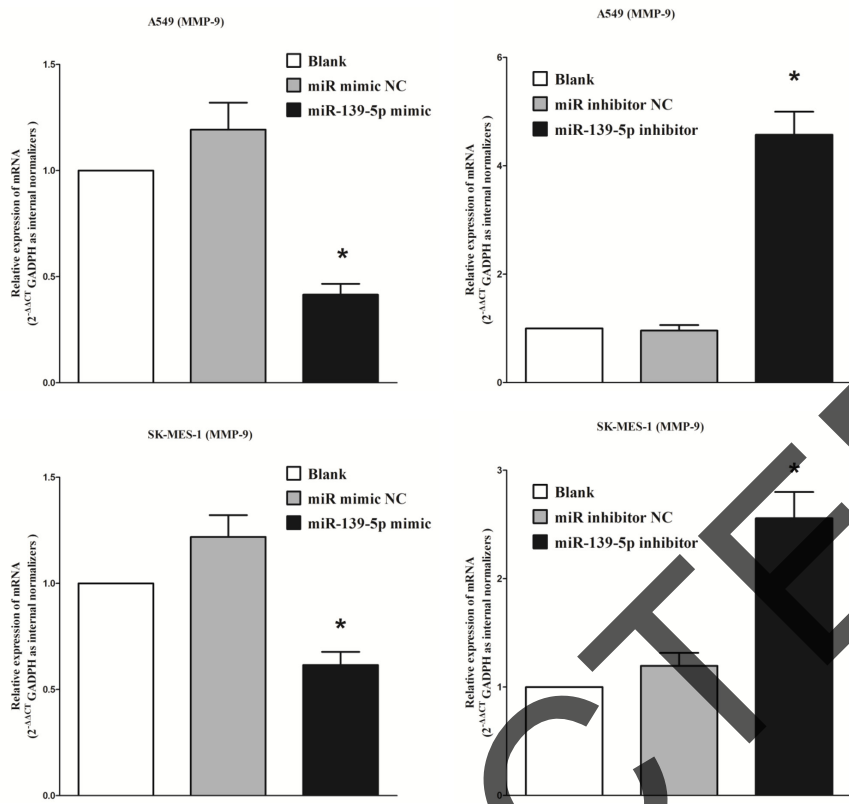 A549 (MMP-9)
Relative expression of mRNA
(2-ΔΔCT GADPH as internal normalizers )
1.5
1.0
0.5
0.0
Blank
miR mimic NC
miR-139-5p mimic
*
A549 (MMP-9)
Relative expression of mRNA
(2-ΔΔCT GADPH as internal normalizers )
6
4
2
0
Blank
miR inhibitor NC
miR-139-5p inhibitor
*
SK-MES-1 (MMP-9)
Relative expression of mRNA
(2-ΔΔCT GADPH as internal normalizers )
1.5
1.0
0.5
0.0
Blank
miR mimic NC
miR-139-5p mimic
*
SK-MES-1 (MMP-9)
Relative expression of mRNA
(2-ΔΔCT GADPH as internal normalizers )
3
2
1
0
Blank
miR inhibitor NC
miR-139-5p inhibitor
*
CTE